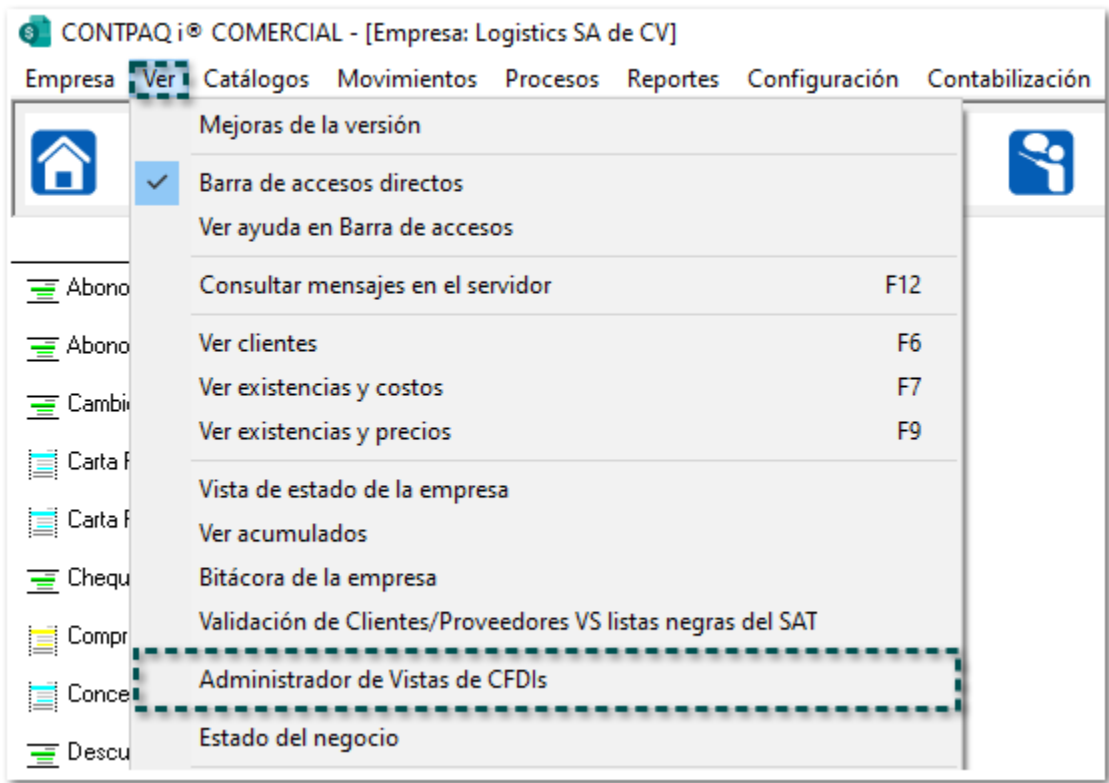 CONTPAQ i® COMERCIAL - [Empresa: Logistics SA de CV]
Empresa Ver Catálogos Movimientos Procesos Reportes Configuración Contabilización
Mejoras de la versión
Barra de accesos directos
Ver ayuda en Barra de accesos
Abono
Consultar mensajes en el servidor F12
Abono
Ver clientes F6
Ver existencias y costos F7
Cambi
Ver existencias y precios F9
Carta
Vista de estado de la empresa
Carta
Ver acumulados
Chequ
Bitácora de la empresa
Validación de Clientes/Proveedores VS listas negras del SAT
Compr
Administrador de Vistas de CFDIs
Conce
Estado del negocio
Descu